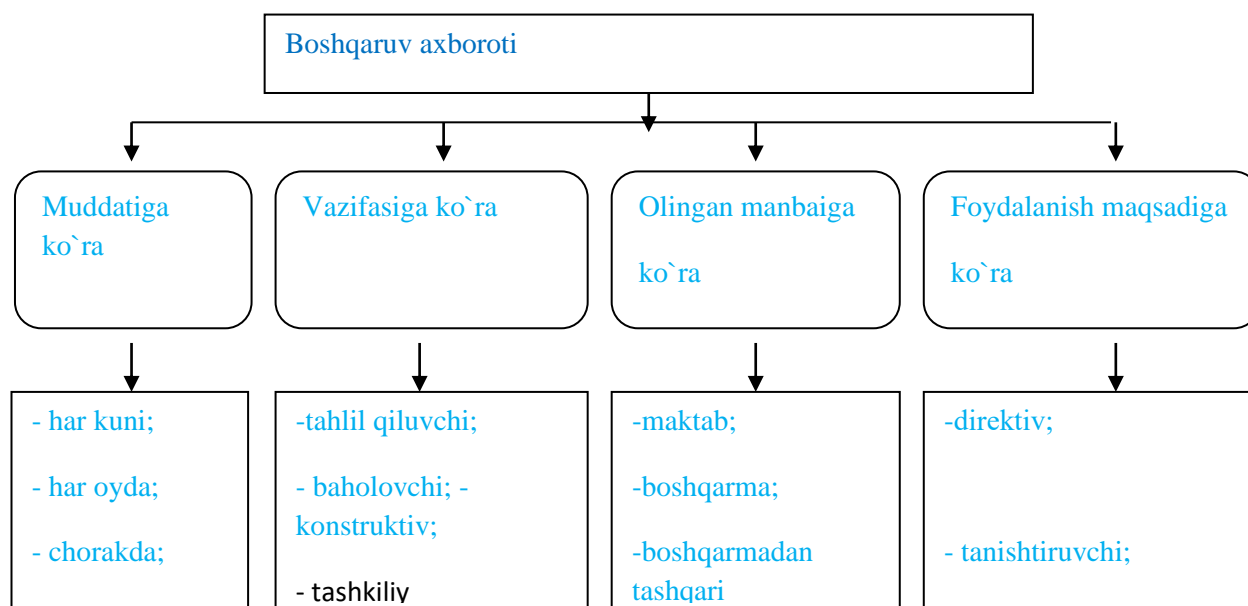 Boshqaruv axboroti
Muddatiga
ko`ra
Vazifasiga ko`ra
Olingan manbaiga
ko`ra
Foydalanish maqsadiga
ko`ra
- har kuni;
- har oyda;
- chorakda;
-tahlil qiluvchi;
- baholovchi; -
konstruktiv;
- tashkiliy
-maktab;
-boshqarma;
-boshqarmadan
tashqari
-direktiv;
- tanishtiruvchi;